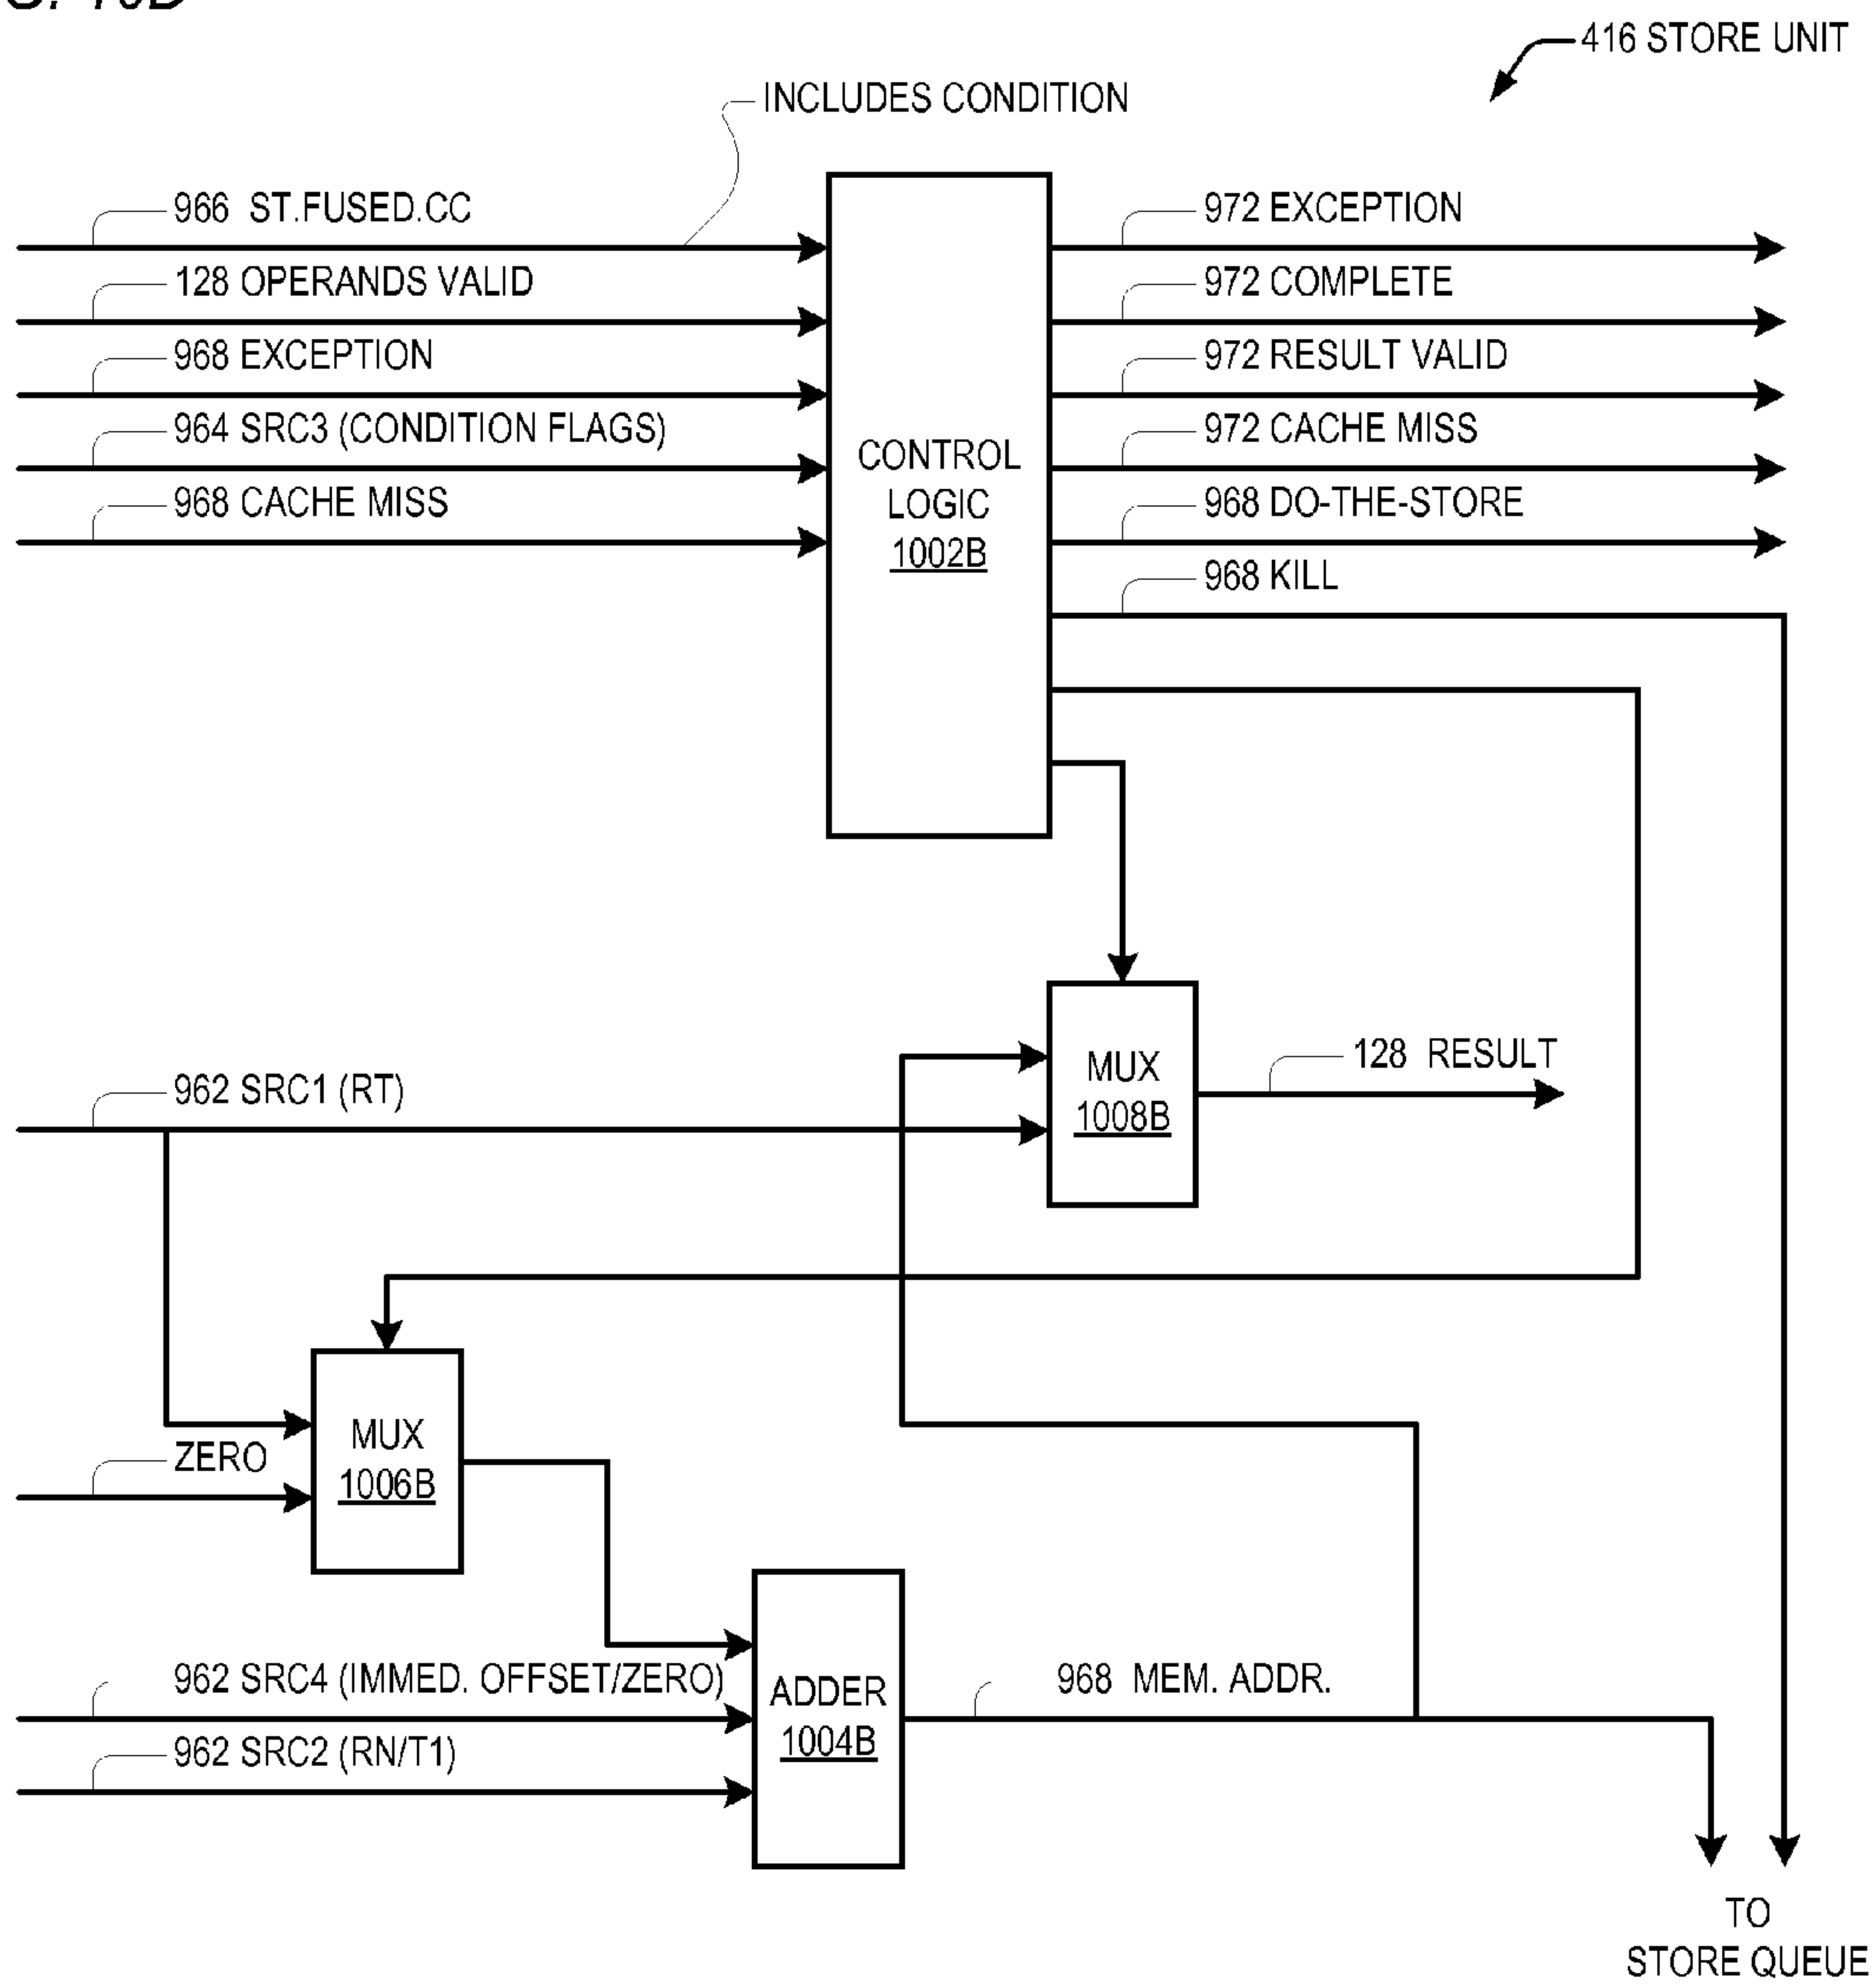 416 STORE UNIT
INCLUDES CONDITION
966 ST.FUSED.CC
128 OPERANDS VALID
968 EXCEPTION
964 SRC3 (CONDITION FLAGS)
968 CACHE MISS
CONTROL
LOGIC
1002B
972 EXCEPTION
972 COMPLETE
972 RESULT VALID
972 CACHE MISS
968 DO-THE-STORE
968 KILL
MUX
1008B
128 RESULT
962 SRC1 (RT)
ZERO
MUX
1006B
962 SRC4 (IMMED. OFFSET/ZERO)
962 SRC2 (RN/T1)
ADDER
1004B
968 MEM. ADDR.
TO
STORE QUEUE